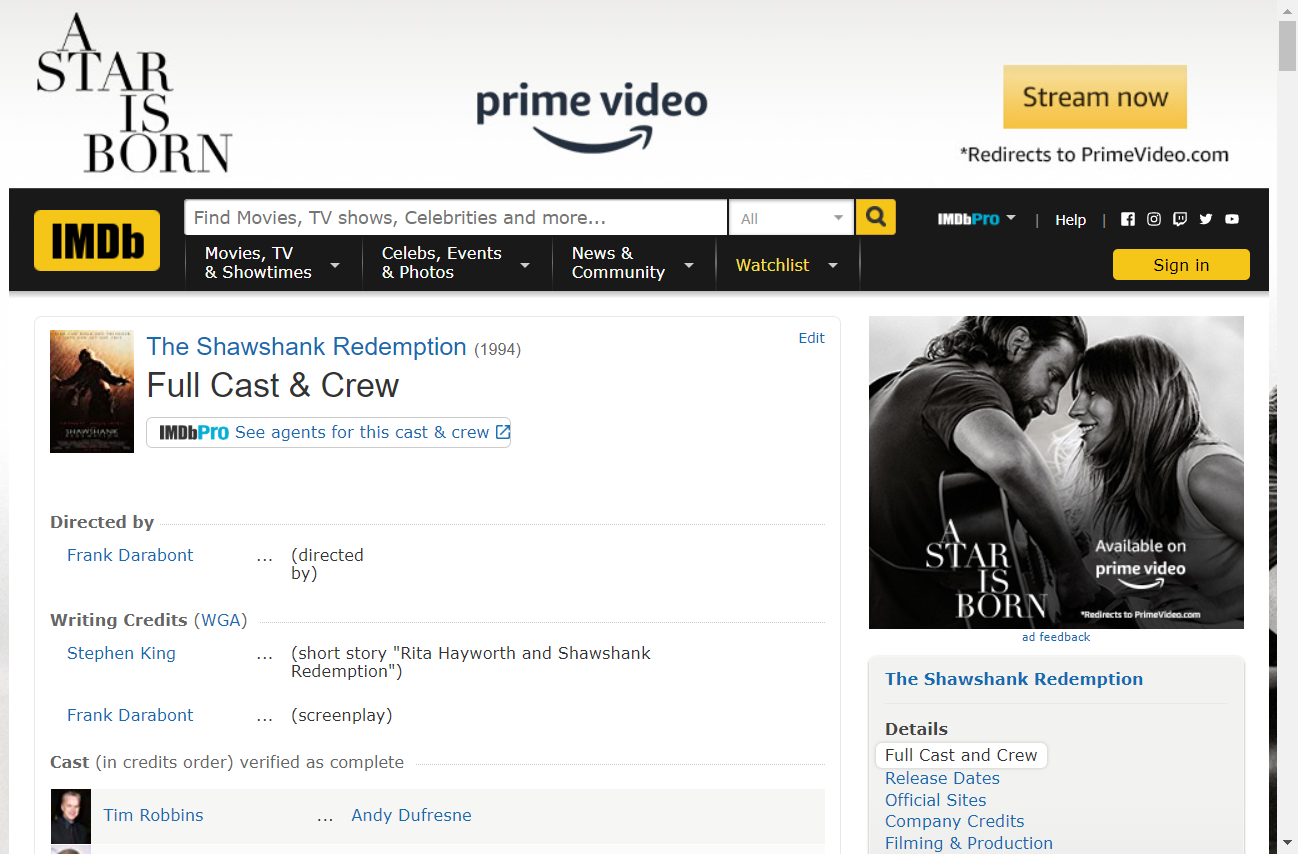 A
STAR
IS
BORN
prime video
Stream now
*Redirects to PrimeVideo.com
IMDb
Find Movies, TV shows, Celebrities and more...
All
IMDbPro
|
Help
|
Movies, TV
& Showtimes
Celebs, Events
& Photos
News &
Community
Watchlist
Sign in
SHAWSHANK
The Shawshank Redemption (1994)
Edit
Full Cast & Crew
IMDbPro See agents for this cast & crew
Directed by
Frank Darabont ... (directed
by)
Writing Credits (WGA)
Stephen King ... (short story "Rita Hayworth and Shawshank
Redemption")
Frank Darabont ... (screenplay)
Cast (in credits order) verified as complete
Tim Robbins ... Andy Dufresne
A
STAR
IS
BORN
Available on
prime video
*Redirects to PrimeVideo.com
ad feedback
The Shawshank Redemption
Details
Full Cast and Crew
Release Dates
Official Sites
Company Credits
Filming & Production